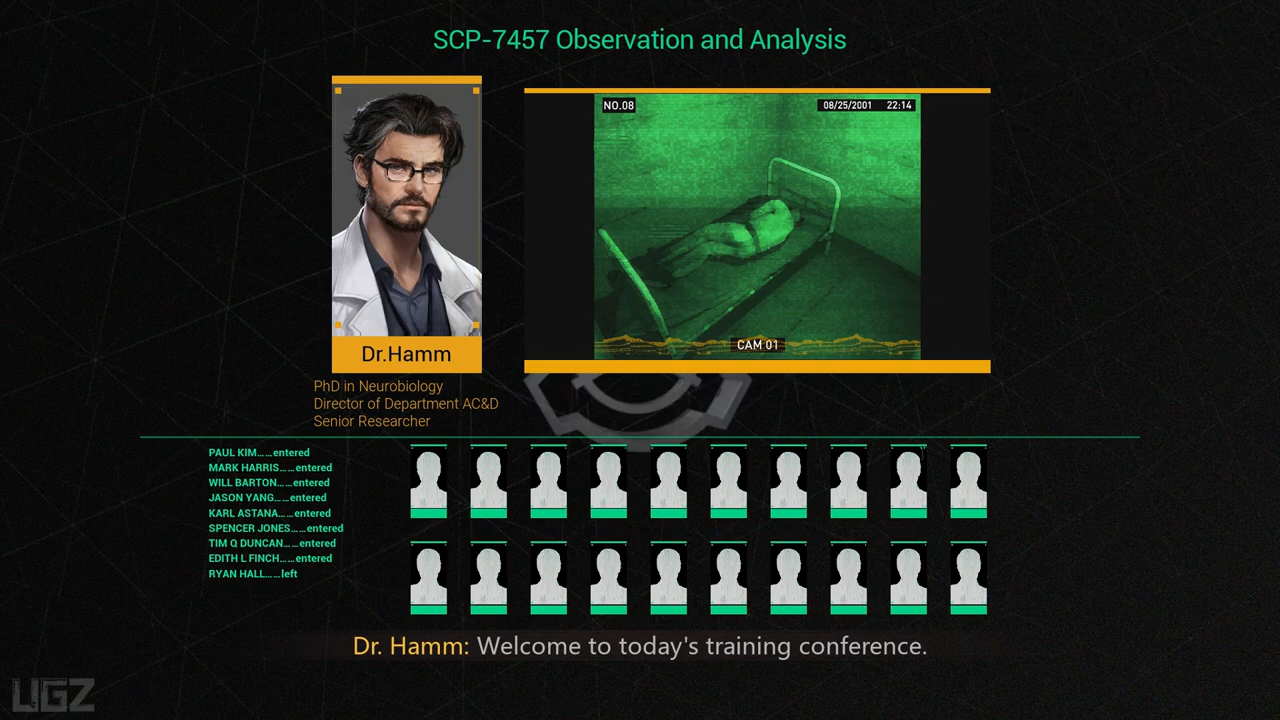 SCP-7457 Observation and Analysis
NO.08
08/25/2001 22:14
CAM 01
Dr.Hamm
PhD in Neurobiology
Director of Department AC&D
Senior Researcher
PAUL KIM......entered
MARK HARRIS......entered
WILL BARTON......entered
JASON YANG......entered
KARL ASTANA......entered
SPENCER JONES......entered
TIM Q DUNCAN......entered
EDITH L FINCH......entered
RYAN HALL......left
Dr. Hamm: Welcome to today's training conference.
UGZ